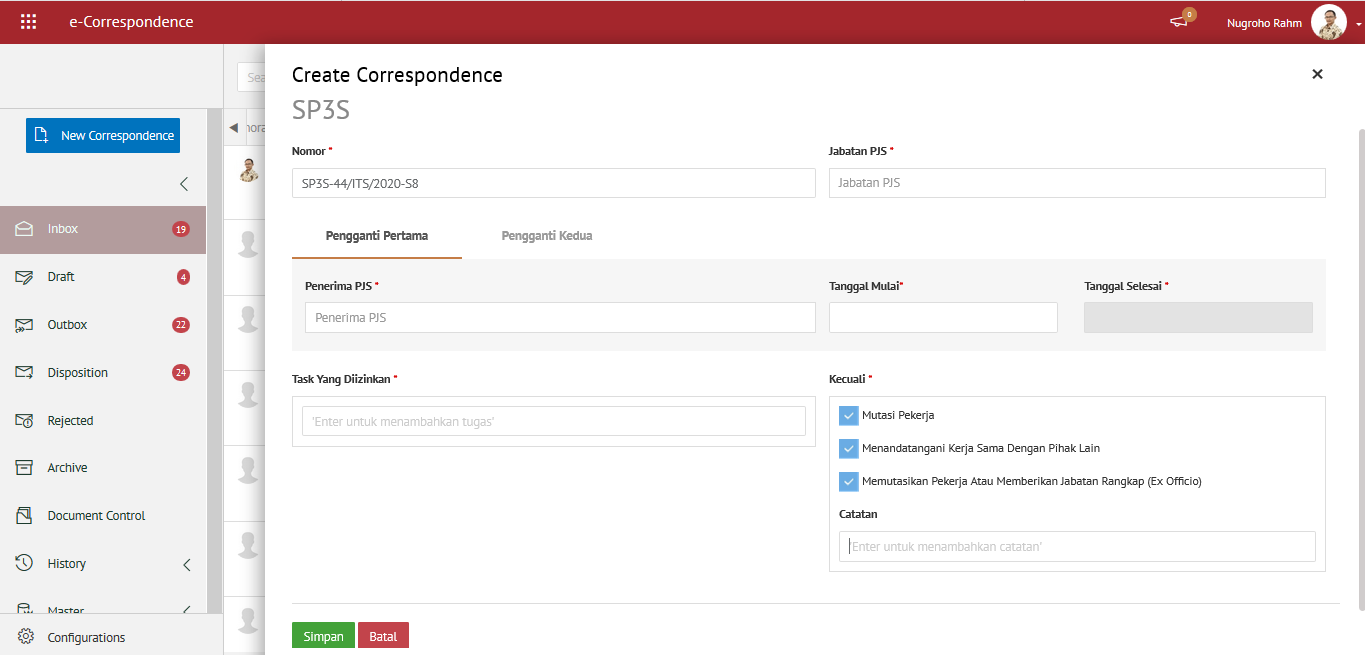 e-Correspondence
0
Nugroho Rahm
New Correspondence
Inbox
19
Draft
4
Outbox
22
Disposition
24
Rejected
Archive
Document Control
History
Master
Configurations
Sea
Create Correspondence
SP3S
Nomor *
Jabatan PJS *
SP3S-44/ITS/2020-S8
Jabatan PJS
Pengganti Pertama
Pengganti Kedua
Penerima PJS *
Tanggal Mulai*
Tanggal Selesai *
Penerima PJS
Task Yang Diizinkan *
Kecuali *
'Enter untuk menambahkan tugas'
Mutasi Pekerja
Menandatangani Kerja Sama Dengan Pihak Lain
Memutasikan Pekerja Atau Memberikan Jabatan Rangkap (Ex Officio)
Catatan
'Enter untuk menambahkan catatan'
Simpan
Batal